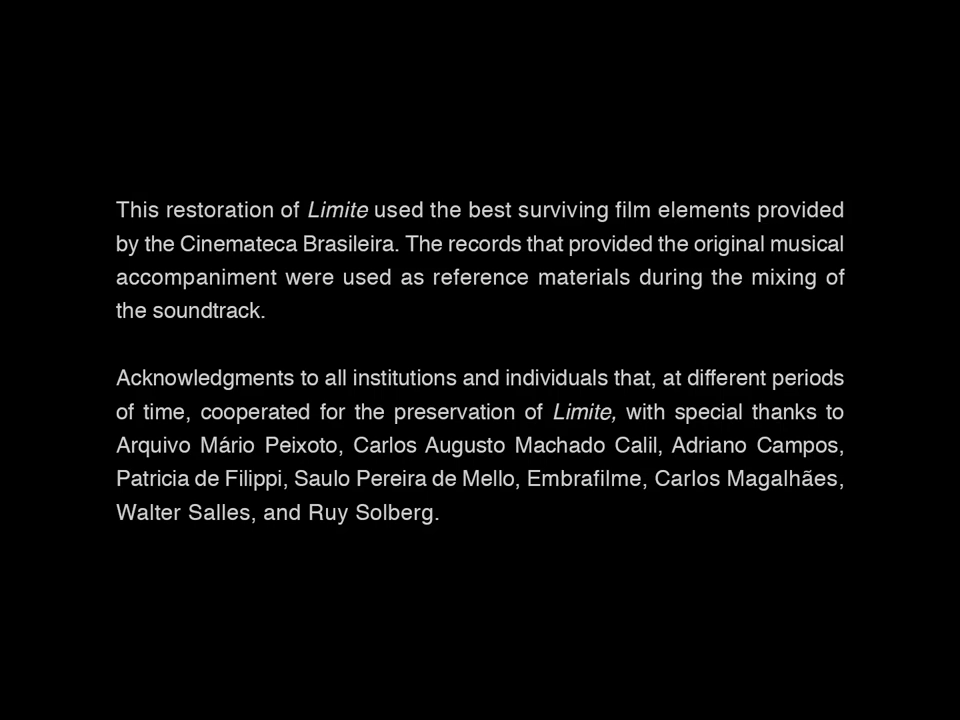 This restoration of Limite used the best surviving film elements provided
by the Cinemateca Brasileira. The records that provided the original musical
accompaniment were used as reference materials during the mixing of
the soundtrack.
Acknowledgments to all institutions and individuals that, at different periods
of time, cooperated for the preservation of Limite, with special thanks to
Arquivo Mário Peixoto, Carlos Augusto Machado Calil, Adriano Campos,
Patricia de Filippi, Saulo Pereira de Mello, Embrafilme, Carlos Magalhães,
Walter Salles, and Ruy Solberg.